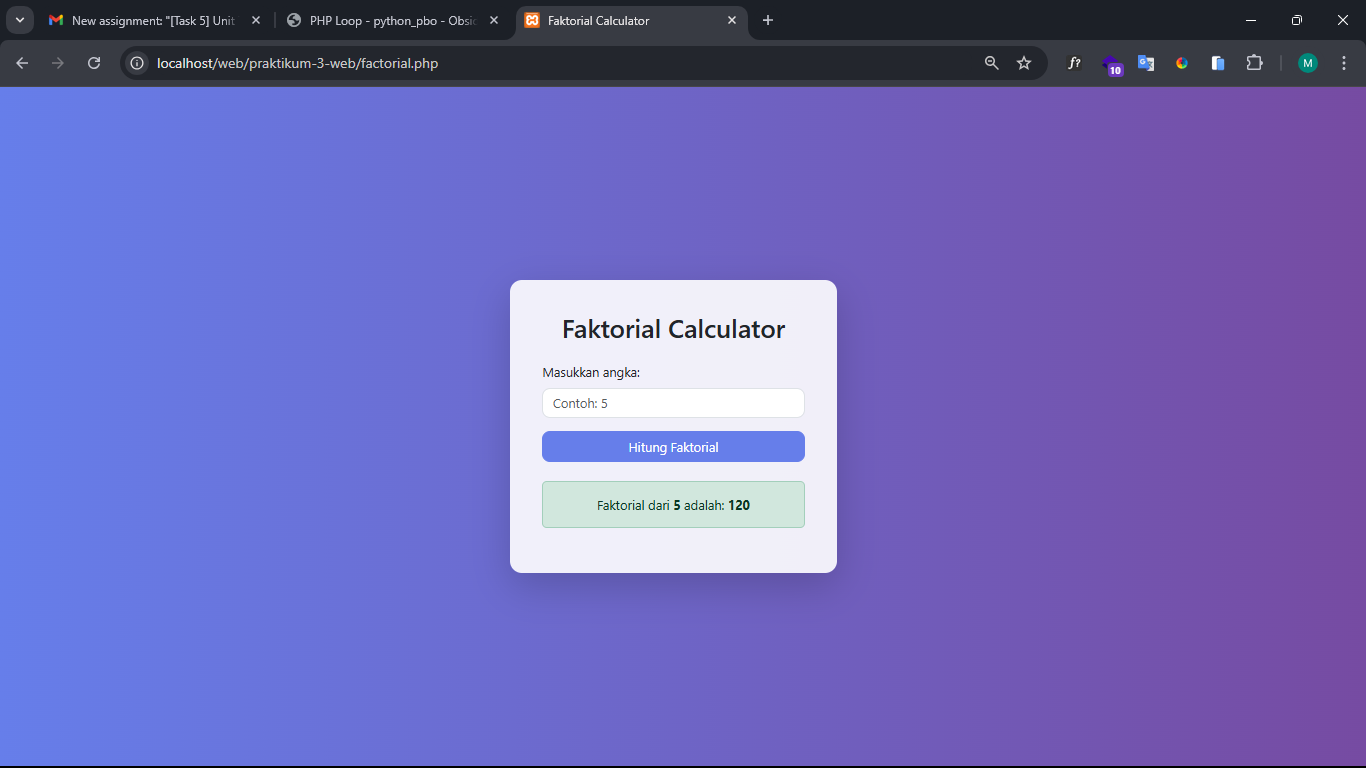 New assignment: "[Task 5] Unit
PHP Loop - python_pbo - Obsi
Faktorial Calculator
localhost/web/praktikum-3-web/factorial.php
f?
10
M
Faktorial Calculator
Masukkan angka:
Contoh: 5
Hitung Faktorial
Faktorial dari 5 adalah: 120